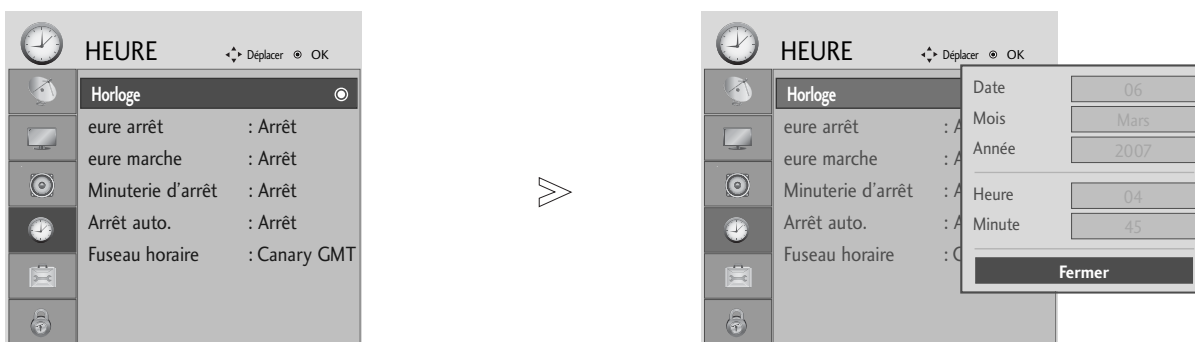 HEURE Déplacer OK
Horloge
eure arrêt : Arrêt
eure marche : Arrêt
Minuterie d'arrêt : Arrêt
Arrêt auto. : Arrêt
Fuseau horaire : Canary GMT
HEURE Déplacer OK
Horloge
eure arrêt : A
eure marche : A
Minuterie d'arrêt : A
Arrêt auto. : A
Fuseau horaire : C
Date 06
Mois Mars
Année 2007
Heure 04
Minute 45
Fermer